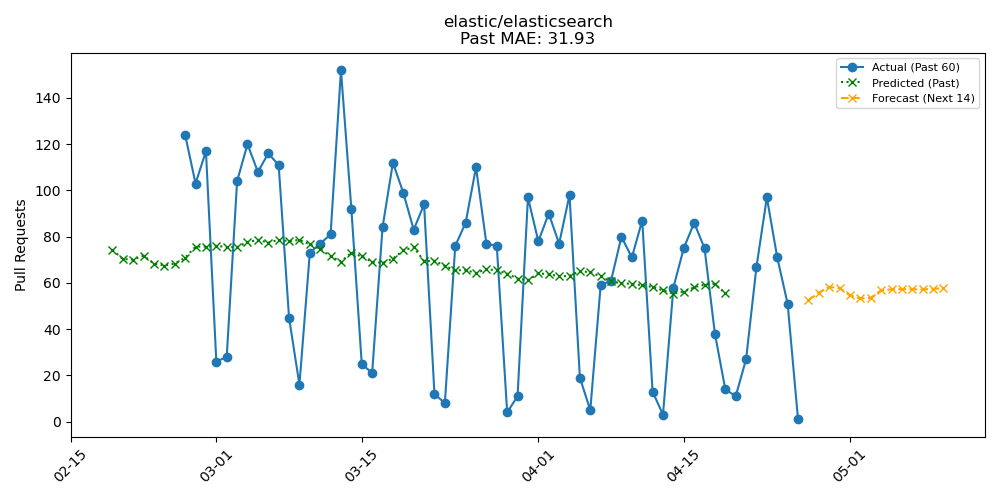 elastic/elasticsearch
Past MAE: 31.93
Actual (Past 60)
Predicted (Past)
Forecast (Next 14)
Pull Requests
140
120
100
80
60
40
20
0
02-15
03-01
03-15
04-01
04-15
05-01